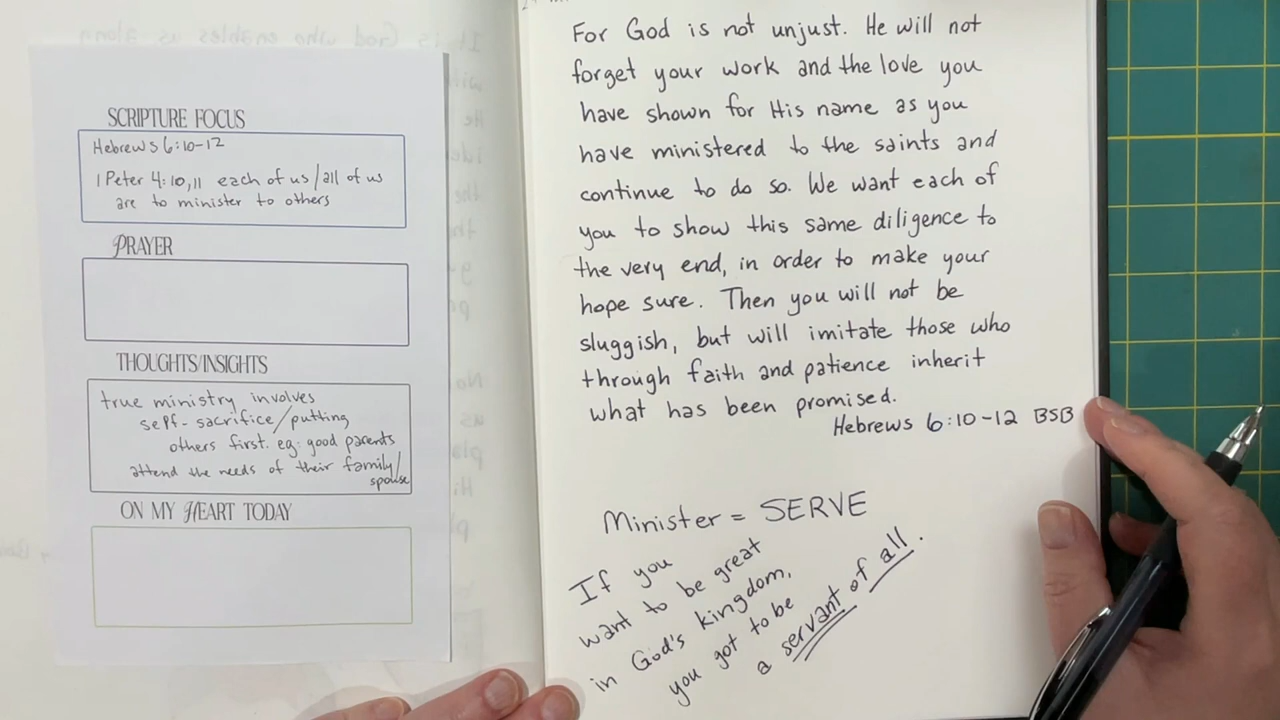 SCRIPTURE FOCUS
Hebrews 6:10-12
1 Peter 4:10,11 each of us/all of us
are to minister to others
PRAYER
THOUGHTS/INSIGHTS
true ministry involves
self-sacrifice/putting
others first. eg: good parents
attend the needs of their family/
spouse
ON MY HEART TODAY
For God is not unjust. He will not
forget your work and the love you
have shown for His name as you
have ministered to the saints and
continue to do so. We want each of
you to show this same diligence to
the very end, in order to make your
hope sure. Then you will not be
sluggish, but will imitate those who
through faith and patience inherit
what has been promised.
Hebrews 6:10-12 BSB
Minister = SERVE
If you
want to be great
in God's kingdom,
you got to be
a servant of all.